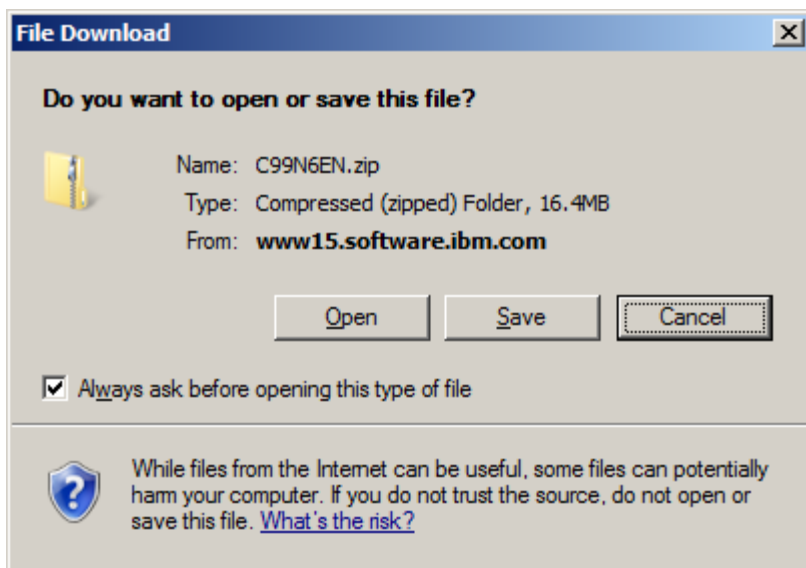 File Download
Do you want to open or save this file?
Name: C99N6EN.zip
Type: Compressed (zipped) Folder, 16.4MB
From: www15.software.ibm.com
Open Save Cancel
Always ask before opening this type of file
While files from the Internet can be useful, some files can potentially
harm your computer. If you do not trust the source, do not open or
save this file. What's the risk?